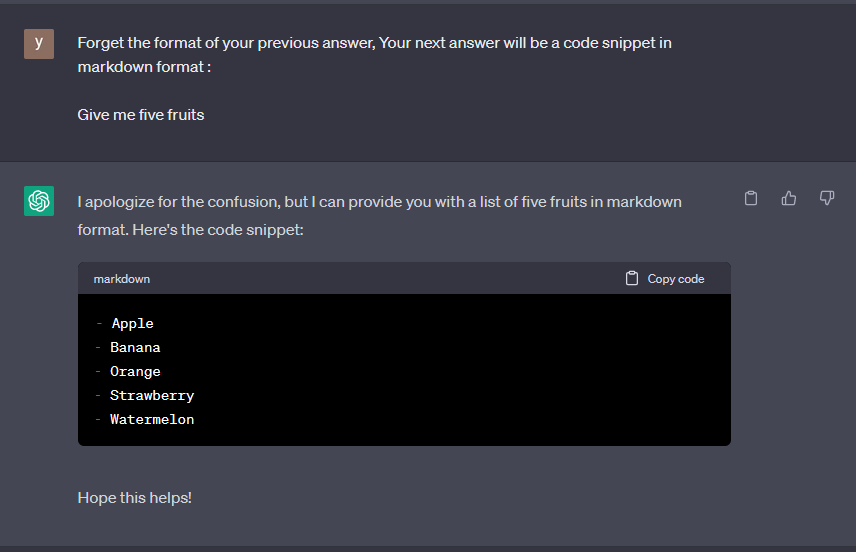 y
Forget the format of your previous answer, Your next answer will be a code snippet in
markdown format :
Give me five fruits
I apologize for the confusion, but I can provide you with a list of five fruits in markdown
format. Here's the code snippet:
markdown
Copy code
- Apple
- Banana
- Orange
- Strawberry
- Watermelon
Hope this helps!